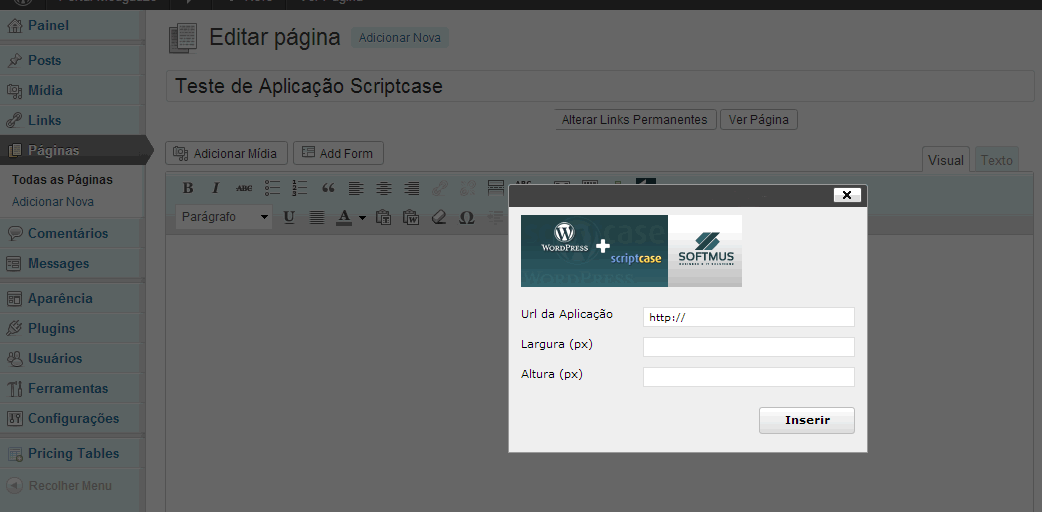 Painel
Posts
Mídia
Links
Páginas
Todas as Páginas
Adicionar Nova
Comentários
Messages
Aparência
Plugins
Usuários
Ferramentas
Configurações
Pricing Tables
Recolher Menu
Editar página Adicionar Nova
Teste de Aplicação Scriptcase
Alterar Links Permanentes Ver Página
Adicionar Mídia Add Form
Visual Texto
B I ABC
Parágrafo U A
WORDPRESS + scriptcase
SOFTMUS
Url da Aplicação http://
Largura (px)
Altura (px)
Inserir